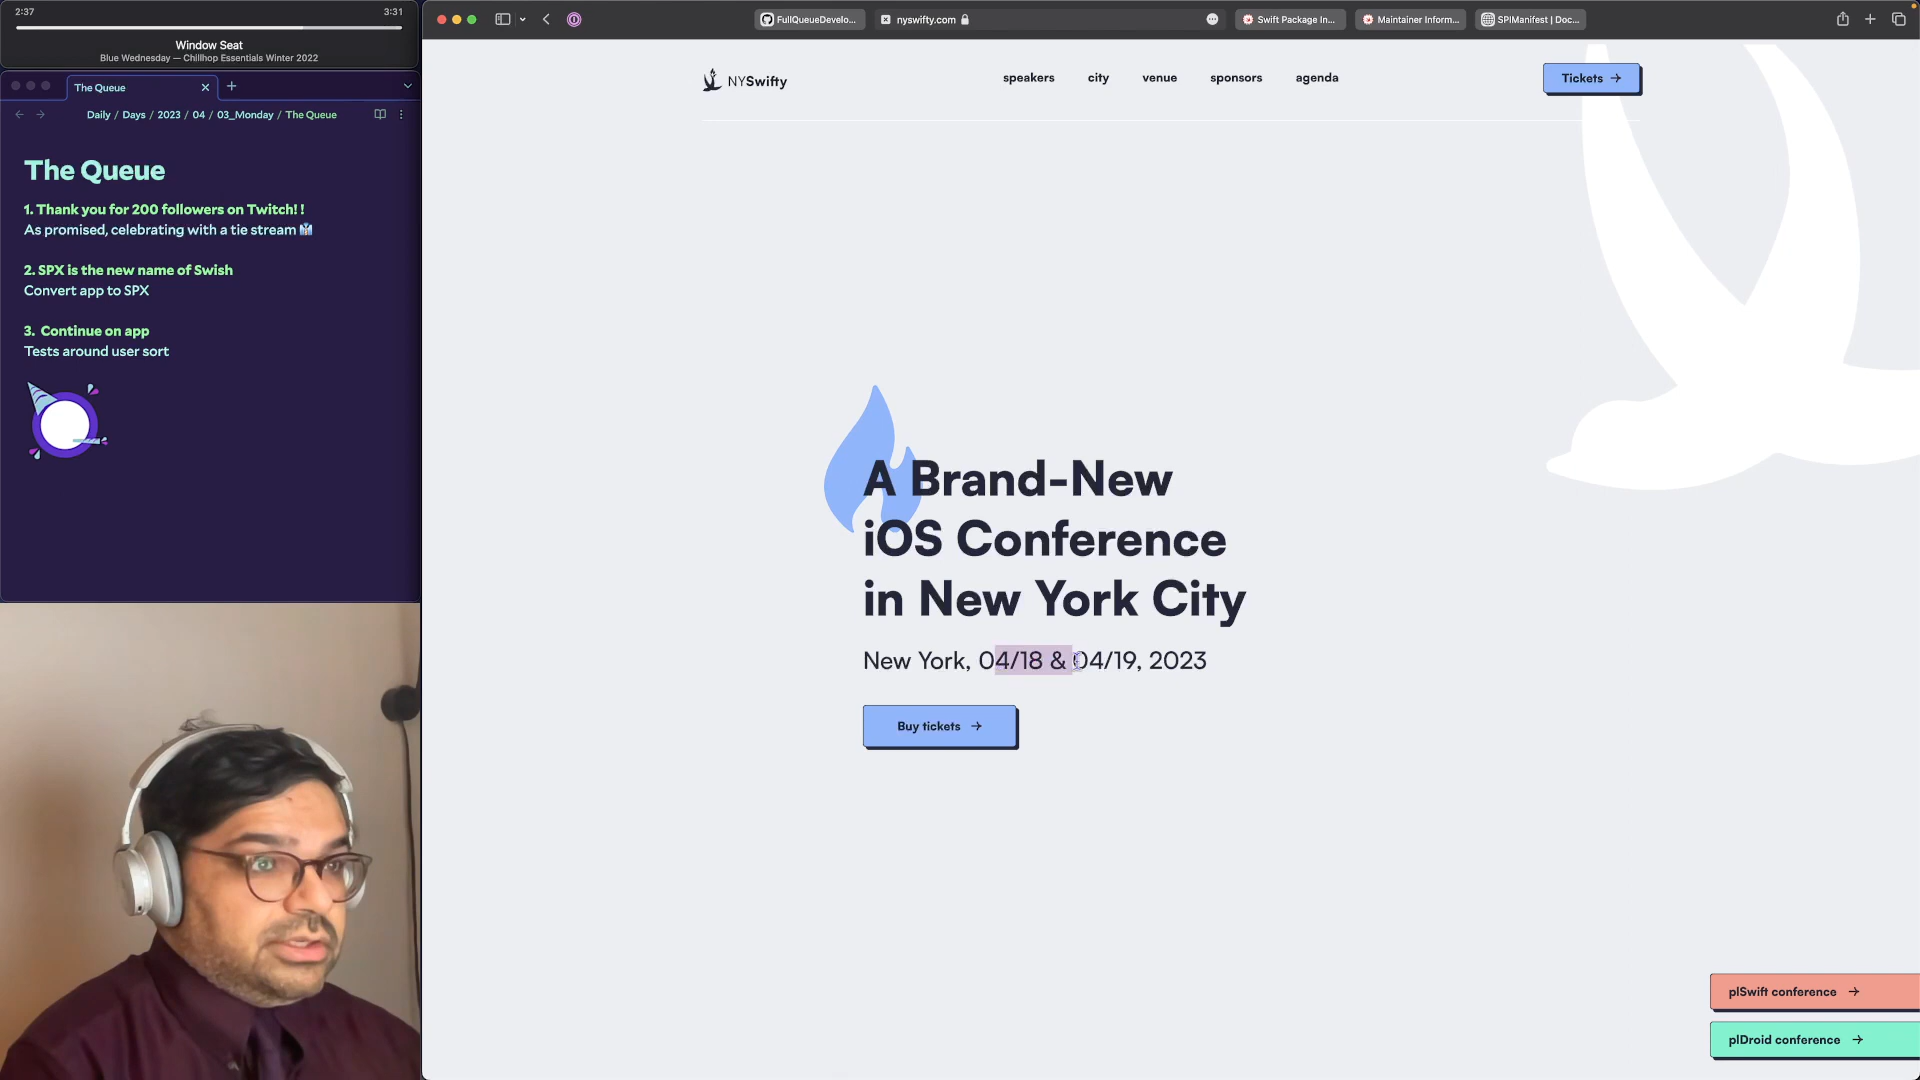 2:37
3:31
Window Seat
Blue Wednesday — Chillhop Essentials Winter 2022
The Queue
Daily / Days / 2023 / 04 / 03_Monday / The Queue
The Queue
1. Thank you for 200 followers on Twitch! !
As promised, celebrating with a tie stream
2. SPX is the new name of Swish
Convert app to SPX
3. Continue on app
Tests around user sort
FullQueueDevelo...
nyswifty.com
Swift Package In...
Maintainer Inform...
SPIManifest | Doc...
NYSwifty
speakers
city
venue
sponsors
agenda
Tickets →
A Brand-New
iOS Conference
in New York City
New York, 04/18 & 04/19, 2023
Buy tickets →
plSwift conference →
plDroid conference →